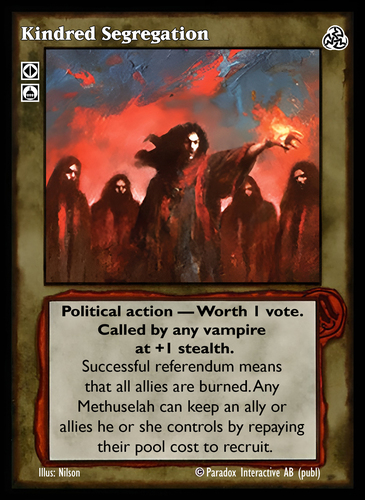 Kindred Segregation
Political action — Worth 1 vote.
Called by any vampire
at +1 stealth.
Successful referendum means
that all allies are burned. Any
Methuselah can keep an ally or
allies he or she controls by repaying
their pool cost to recruit.
Illus: Nilson © Paradox Interactive AB (publ)